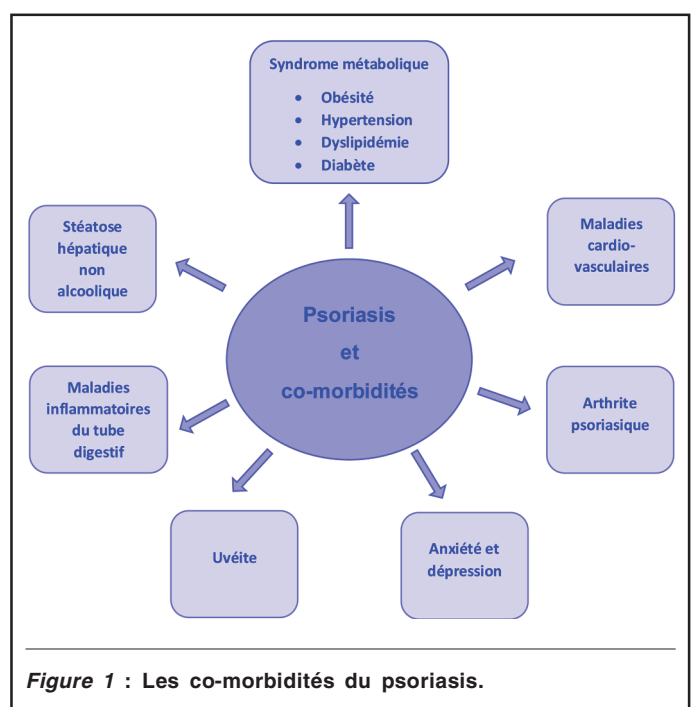 Syndrome métabolique
• Obésité
• Hypertension
• Dyslipidémie
• Diabète
Stéatose
hépatique
non
alcoolique
Maladies
cardio-
vasculaires
Psoriasis
et
co-morbidités
Maladies
inflammatoires
du tube
digestif
Arthrite
psoriasique
Uvéite
Anxiété et
dépression
Figure 1 : Les co-morbidités du psoriasis.